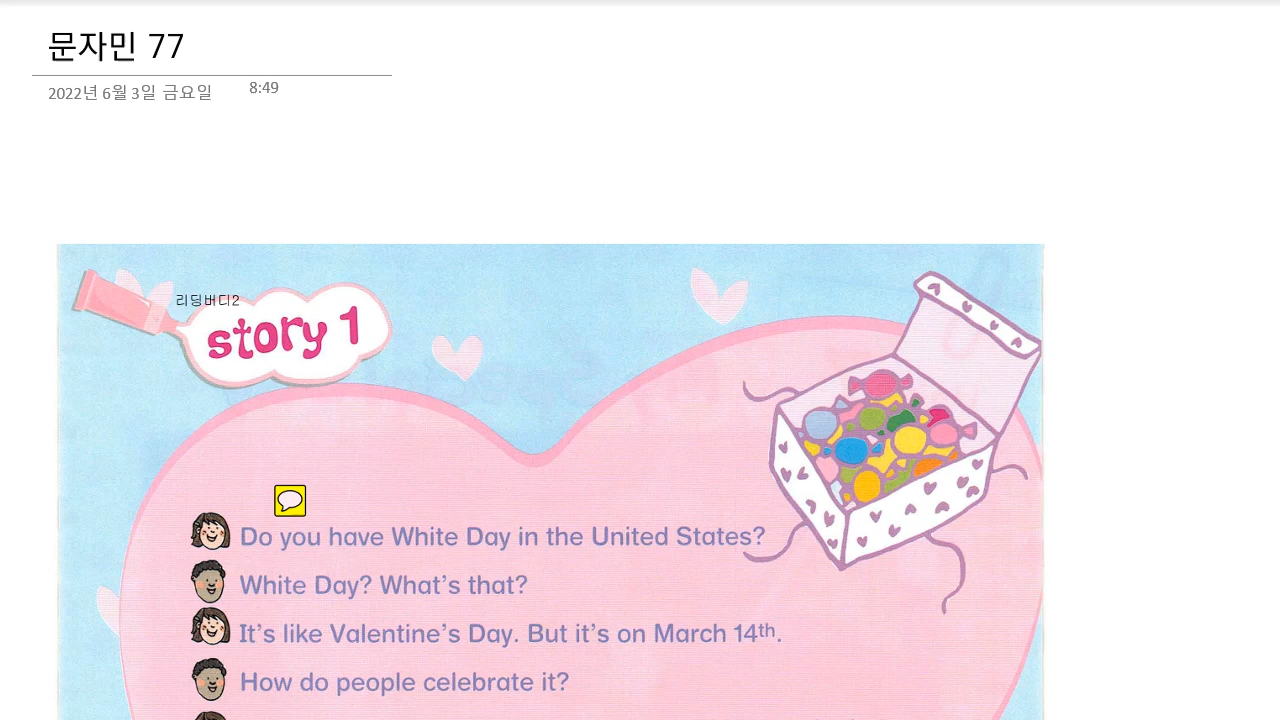 문자민 77
2022년 6월 3일 금요일 8:49
리딩버디2
story 1
Do you have White Day in the United States?
White Day? What's that?
It's like Valentine's Day. But it's on March 14th.
How do people celebrate it?